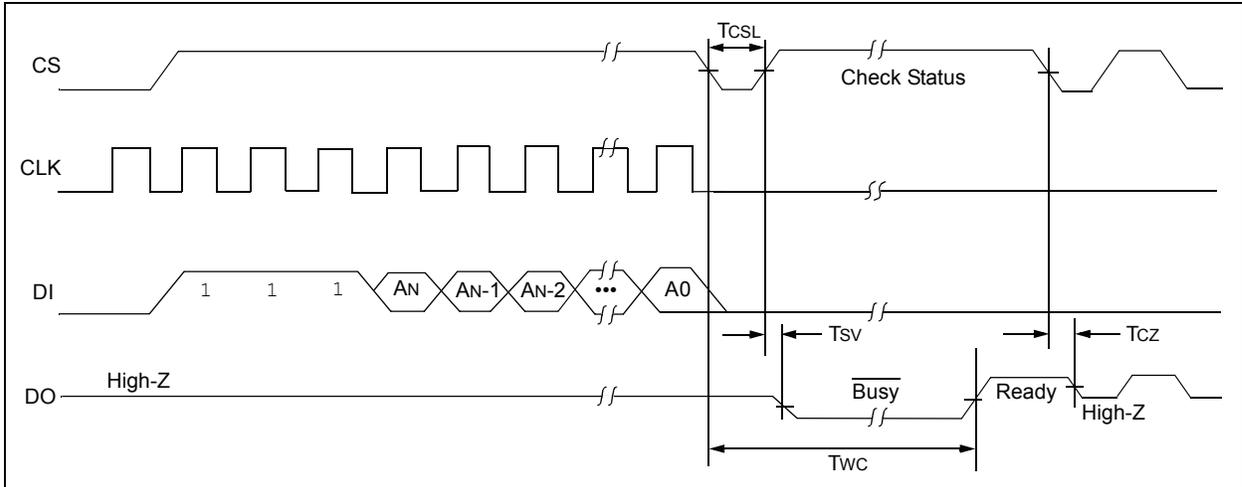 TCSL
CS
Check Status
CLK
DI
1 1 1 AN AN-1 AN-2 ••• A0
TSV
TCZ
High-Z
DO
Busy
Ready
High-Z
TWC